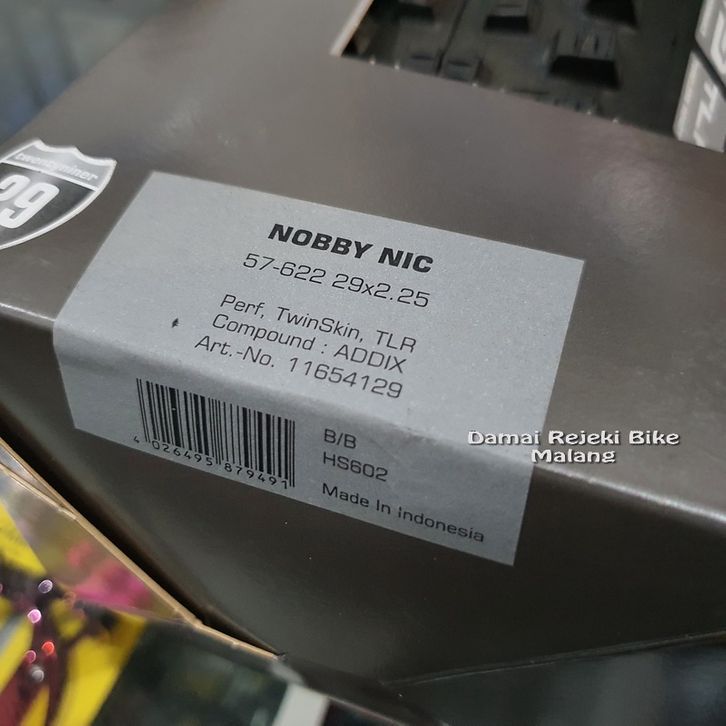 twentyniner
29
NOBBY NIC
57-622 29x2.25
Perf, TwinSkin, TLR
Compound : ADDIX
Art.-No. 11654129
4 026495 879491
B/B
HS602
Made In Indonesia
Damai Rejeki Bike
Malang